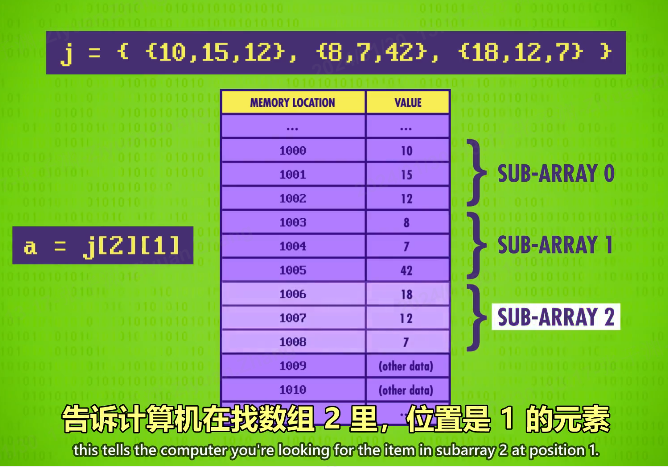 j = { {10,15,12}, {8,7,42}, {18,12,7} }
MEMORY LOCATION VALUE
... ...
1000 10
1001 15
1002 12
SUB-ARRAY 0
1003 8
1004 7
1005 42
SUB-ARRAY 1
a = j[2][1]
1006 18
1007 12
1008 7
SUB-ARRAY 2
1009 (other data)
1010 (other data)
...
告诉计算机在找数组 2 里，位置是 1 的元素
this tells the computer you're looking for the item in subarray 2 at position 1.